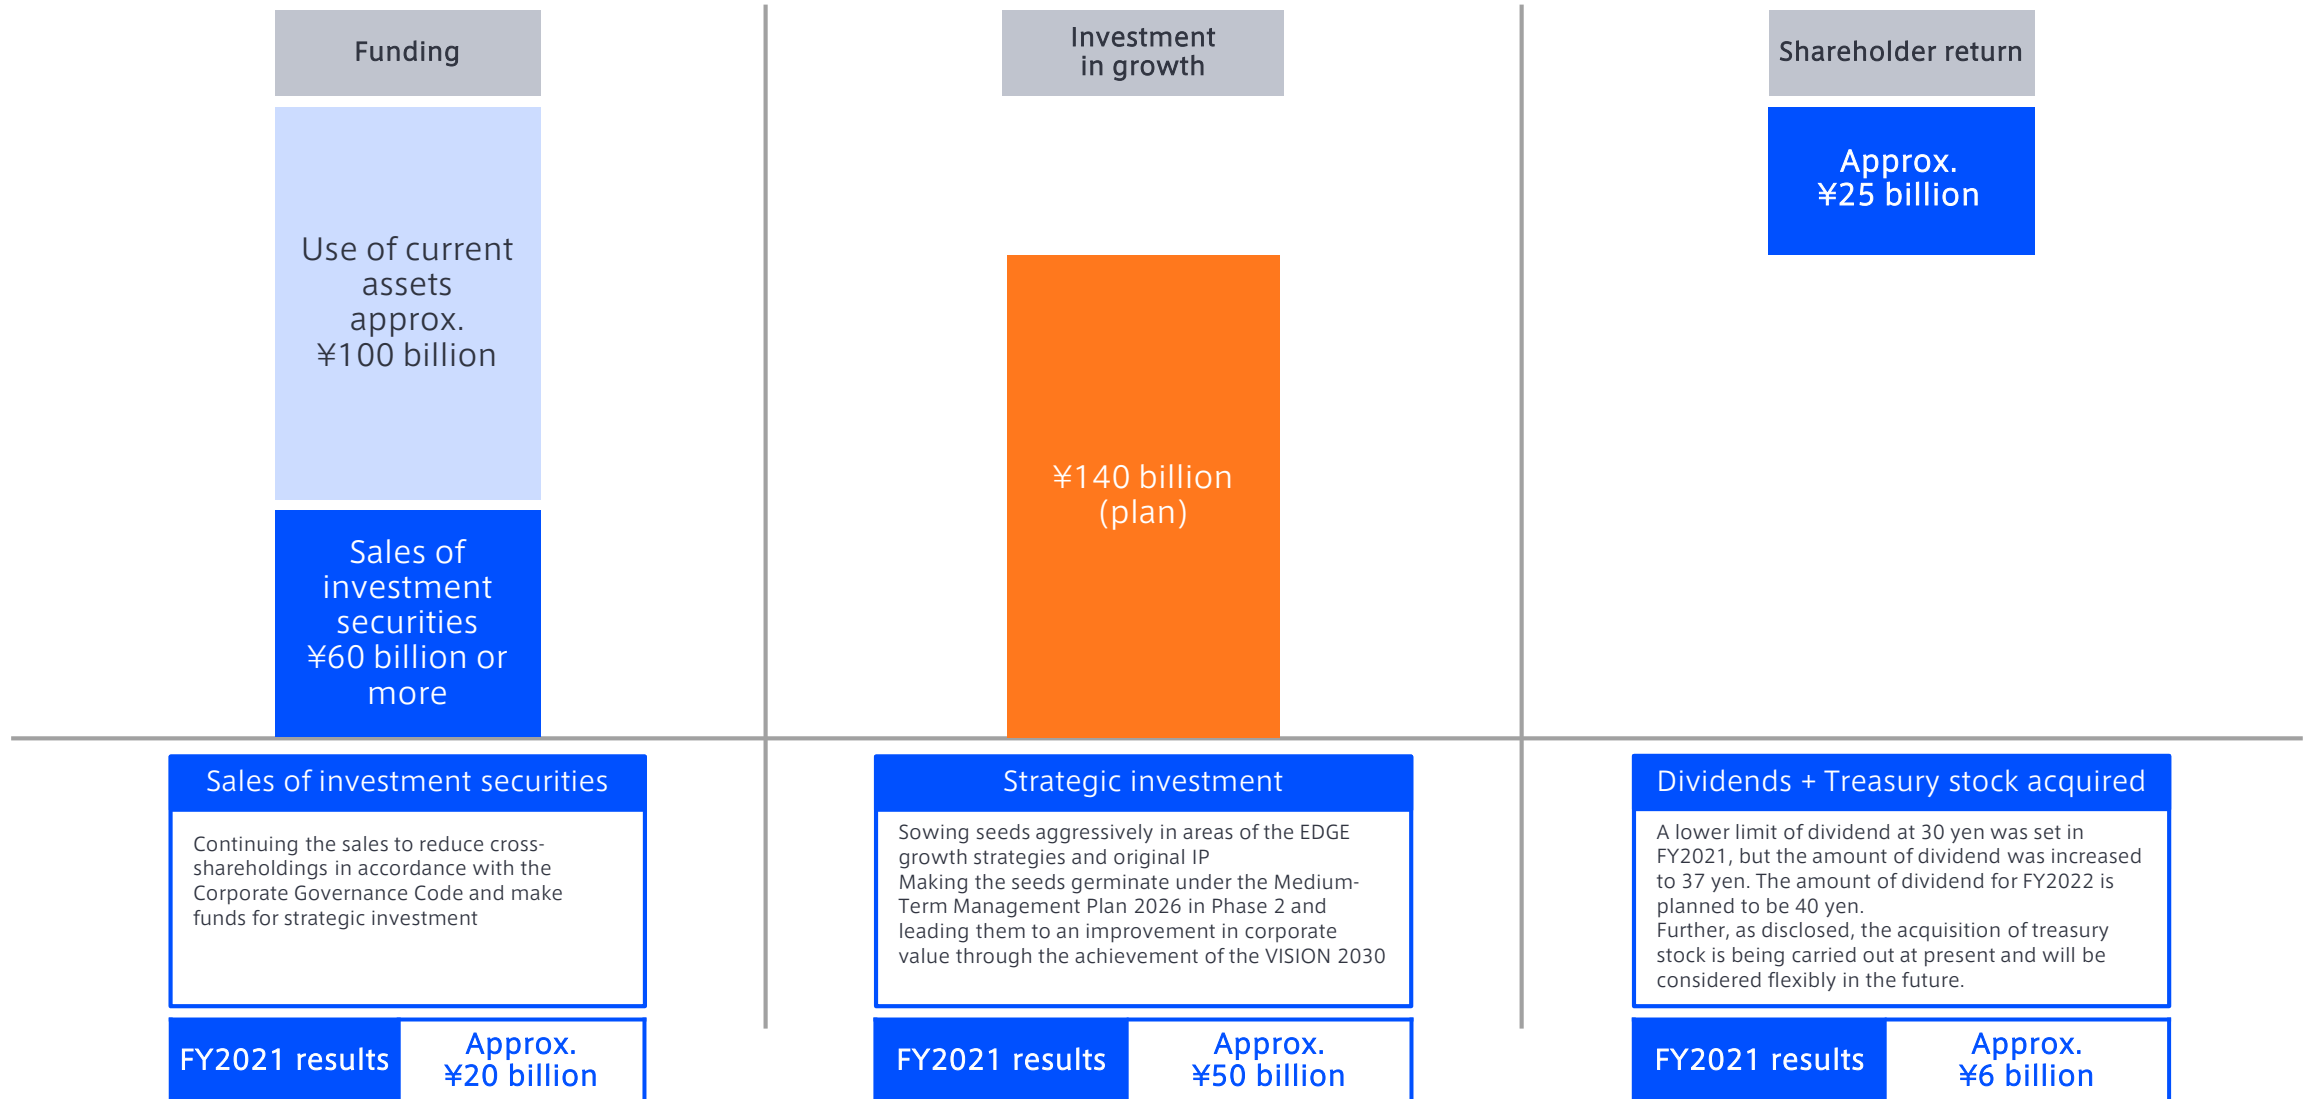 Funding
Use of current
assets
approx.
¥100 billion
Sales of
investment
securities
¥60 billion or
more
Sales of investment securities
Continuing the sales to reduce cross-
shareholdings in accordance with the
Corporate Governance Code and make
funds for strategic investment
FY2021 results
Approx.
¥20 billion
Investment
in growth
¥140 billion
(plan)
Strategic investment
Sowing seeds aggressively in areas of the EDGE
growth strategies and original IP
Making the seeds germinate under the Medium-
Term Management Plan 2026 in Phase 2 and
leading them to an improvement in corporate
value through the achievement of the VISION 2030
FY2021 results
Approx.
¥50 billion
Shareholder return
Approx.
¥25 billion
Dividends + Treasury stock acquired
A lower limit of dividend at 30 yen was set in
FY2021, but the amount of dividend was increased
to 37 yen. The amount of dividend for FY2022 is
planned to be 40 yen.
Further, as disclosed, the acquisition of treasury
stock is being carried out at present and will be
considered flexibly in the future.
FY2021 results
Approx.
¥6 billion